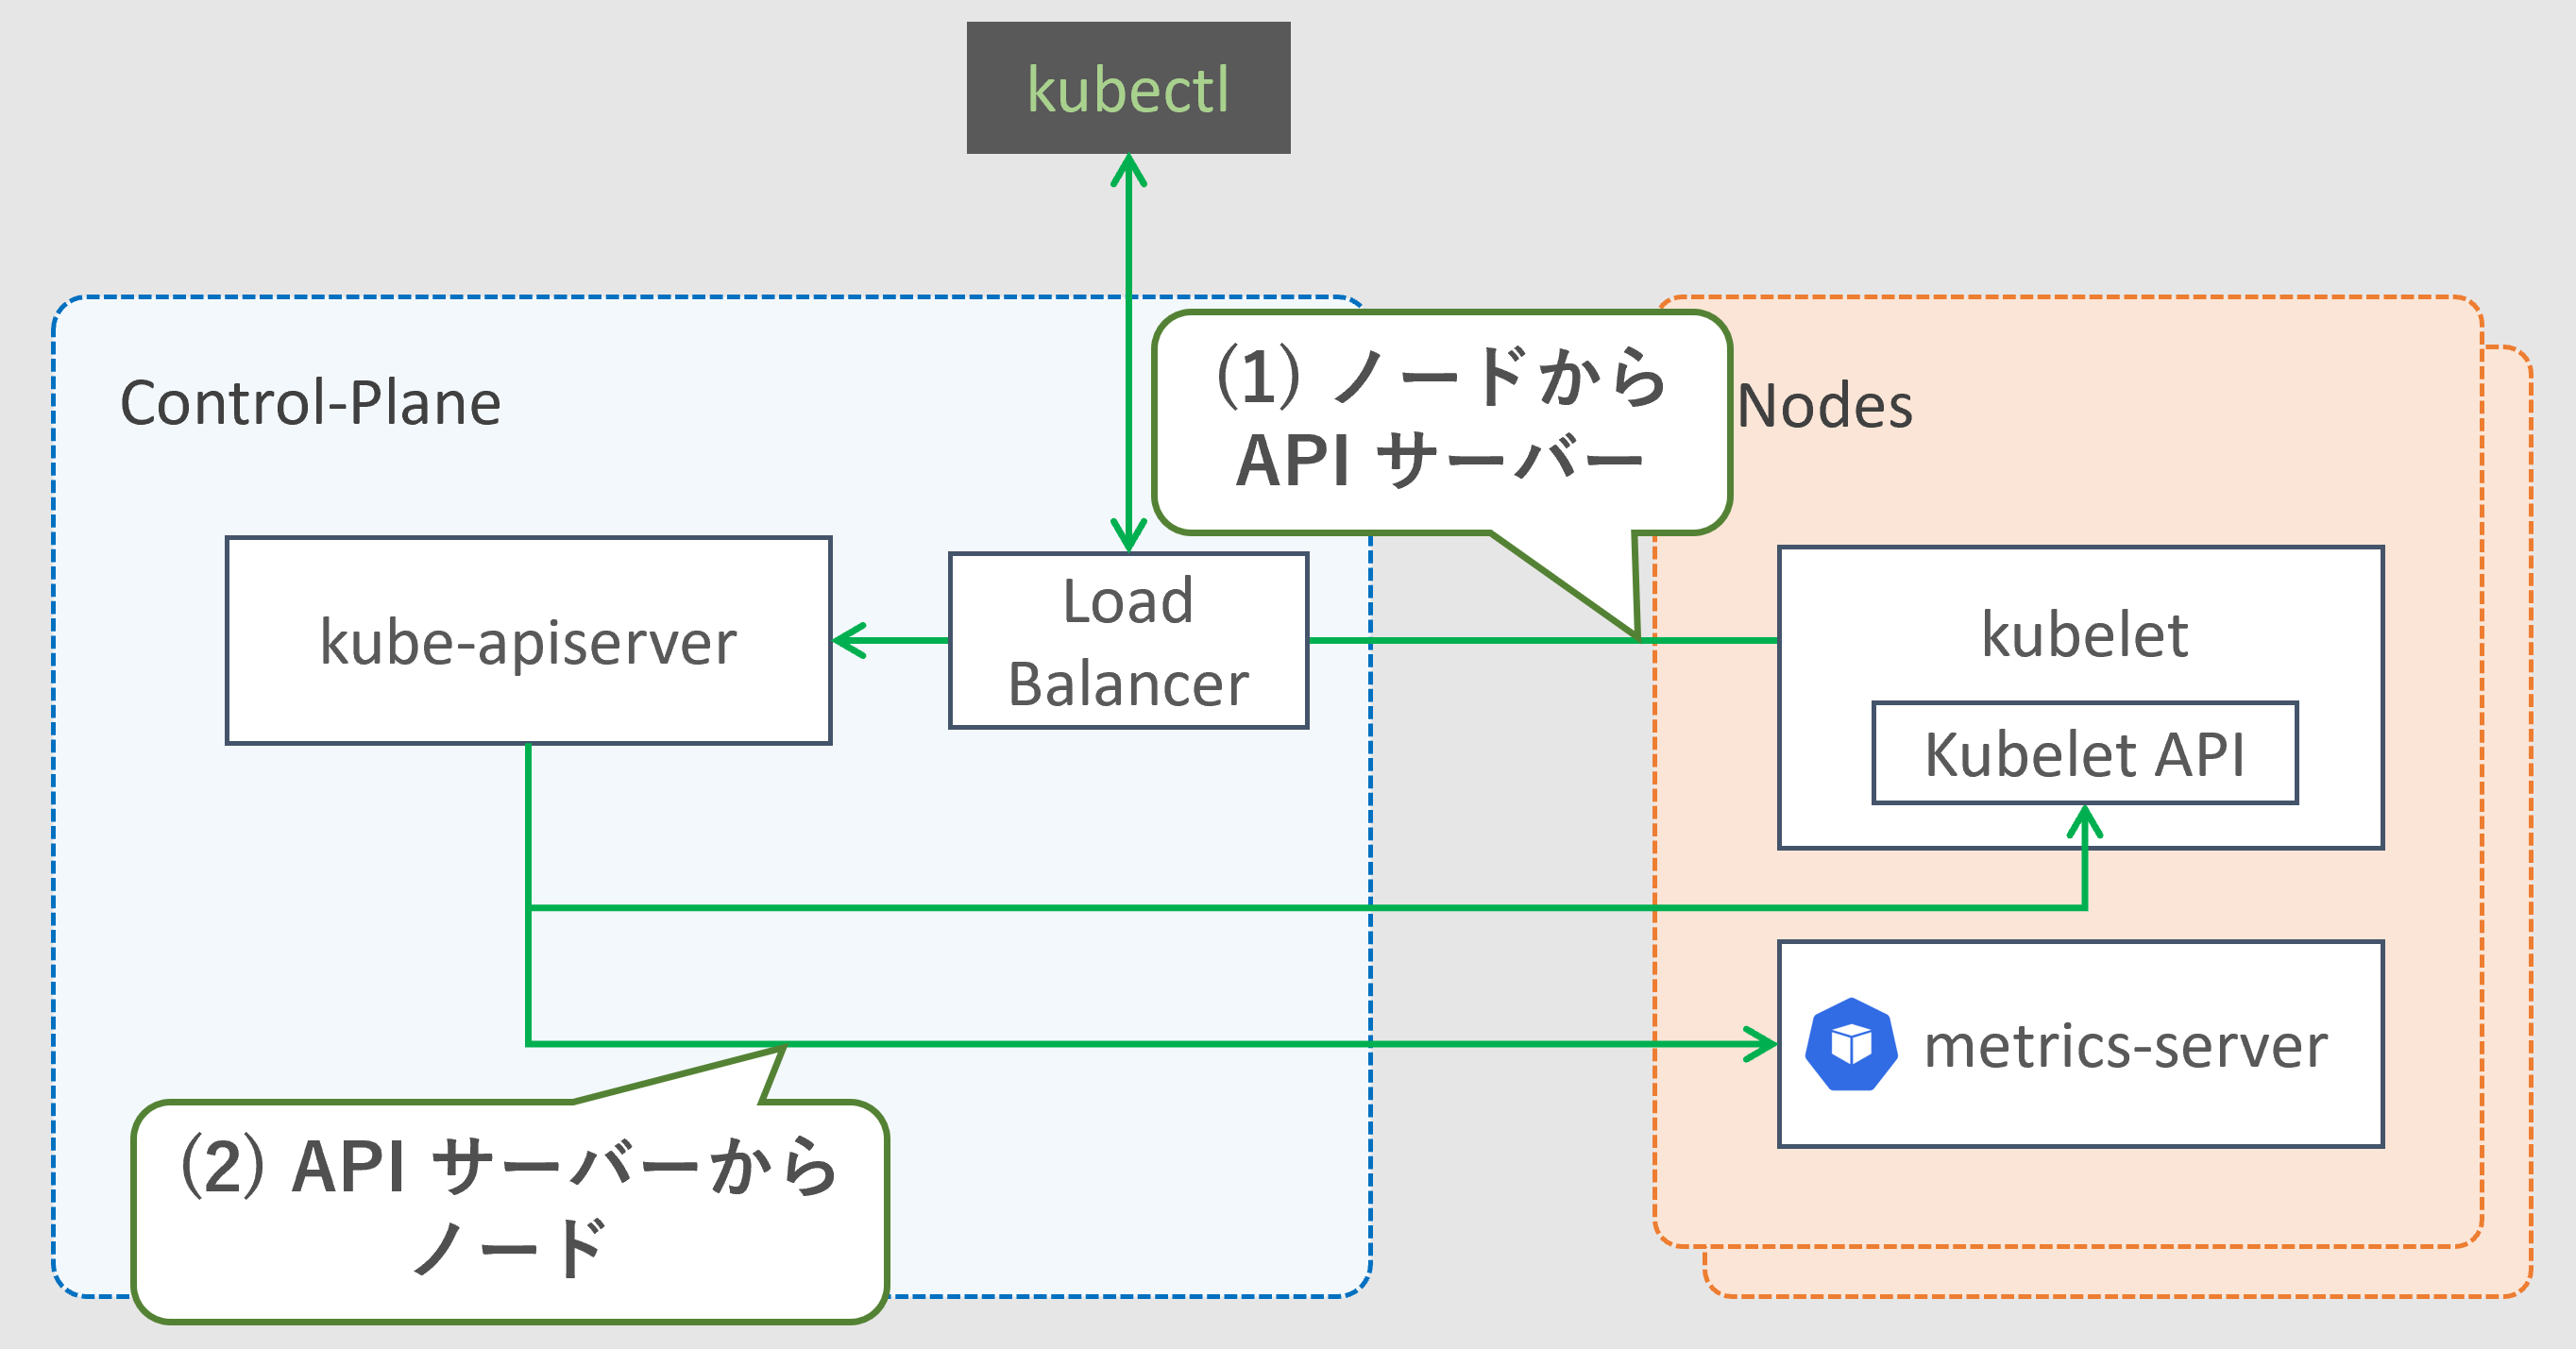 kubectl
Control-Plane
(1) ノードから
API サーバー
Nodes
kube-apiserver
Load
Balancer
kubelet
Kubelet API
metrics-server
(2) API サーバーから
ノード